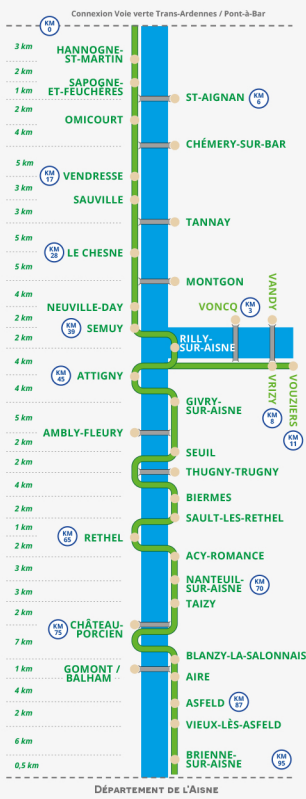 Connexion Voie verte Trans-Ardennes / Pont-à-Bar
KM
0
3 km
HANNOGNE-
ST-MARTIN
2 km
SAPOGNE-
ET-FEUCHÈRES
1 km
ST-AIGNAN
KM
6
2 km
OMICOURT
4 km
CHÉMERY-SUR-BAR
5 km
KM
17
VENDRESSE
3 km
SAUVILLE
3 km
TANNAY
5 km
KM
28
LE CHESNE
5 km
MONTGON
VANDY
4 km
NEUVILLE-DAY
VONCQ
KM
3
2 km
KM
39
SEMUY
2 km
RILLY-
SUR-AISNE
4 km
KM
45
ATTIGNY
VRIZY
VOUZIERS
4 km
GIVRY-
SUR-AISNE
KM
8
5 km
AMBLY-FLEURY
KM
11
2 km
SEUIL
2 km
THUGNY-TRUGNY
4 km
BIERMES
2 km
SAULT-LES-RETHEL
1 km
KM
65
RETHEL
2 km
ACY-ROMANCE
3 km
NANTEUIL-
SUR-AISNE
KM
70
3 km
TAIZY
2 km
KM
75
CHÂTEAU-
PORCIEN
7 km
BLANZY-LA-SALONNAIS
1 km
GOMONT /
BALHAM
AIRE
4 km
ASFELD
KM
87
2 km
VIEUX-LÈS-ASFELD
6 km
BRIENNE-
SUR-AISNE
KM
95
0,5 km
Département de l'Aisne